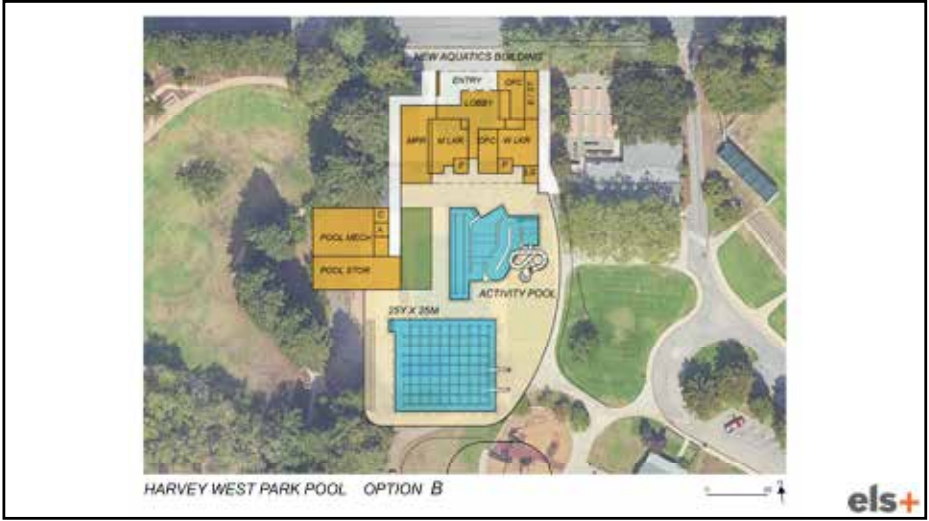 NEW AQUATICS BUILDING
ENTRY
OFC
LOBBY
MPR
M LKR
OFC
W LKR
F
F
C
A
POOL MECH
POOL STOR
ACTIVITY POOL
25Y X 25M
HARVEY WEST PARK POOL OPTION B
els+